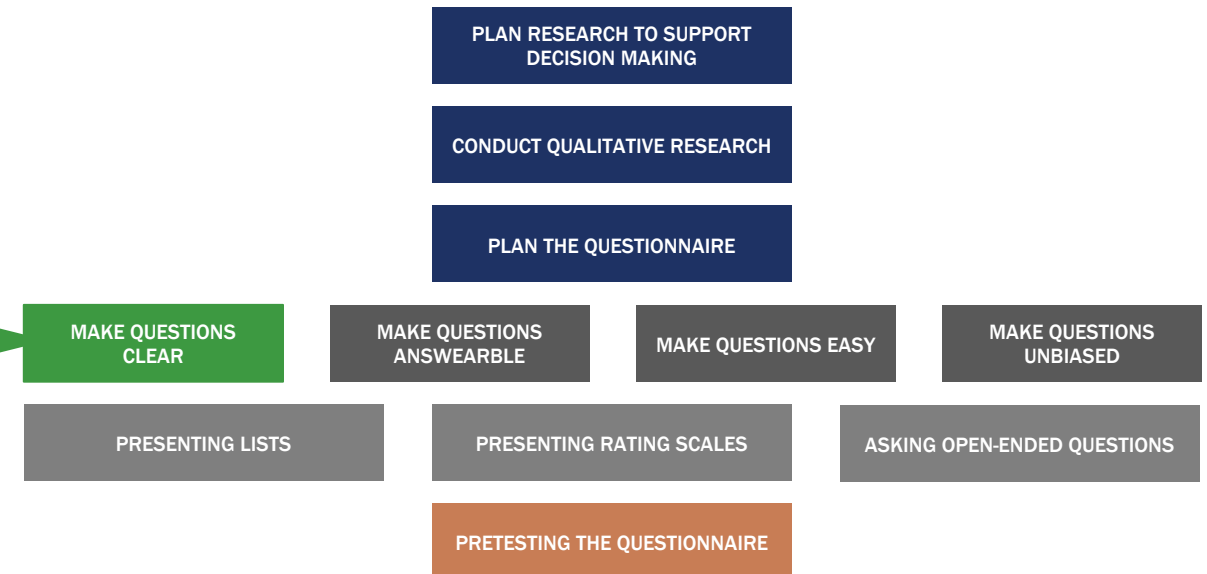 PLAN RESEARCH TO SUPPORT
DECISION MAKING
CONDUCT QUALITATIVE RESEARCH
PLAN THE QUESTIONNAIRE
MAKE QUESTIONS
CLEAR
MAKE QUESTIONS
ANSWEARBLE
MAKE QUESTIONS EASY
MAKE QUESTIONS
UNBIASED
PRESENTING LISTS
PRESENTING RATING SCALES
ASKING OPEN-ENDED QUESTIONS
PRETESTING THE QUESTIONNAIRE